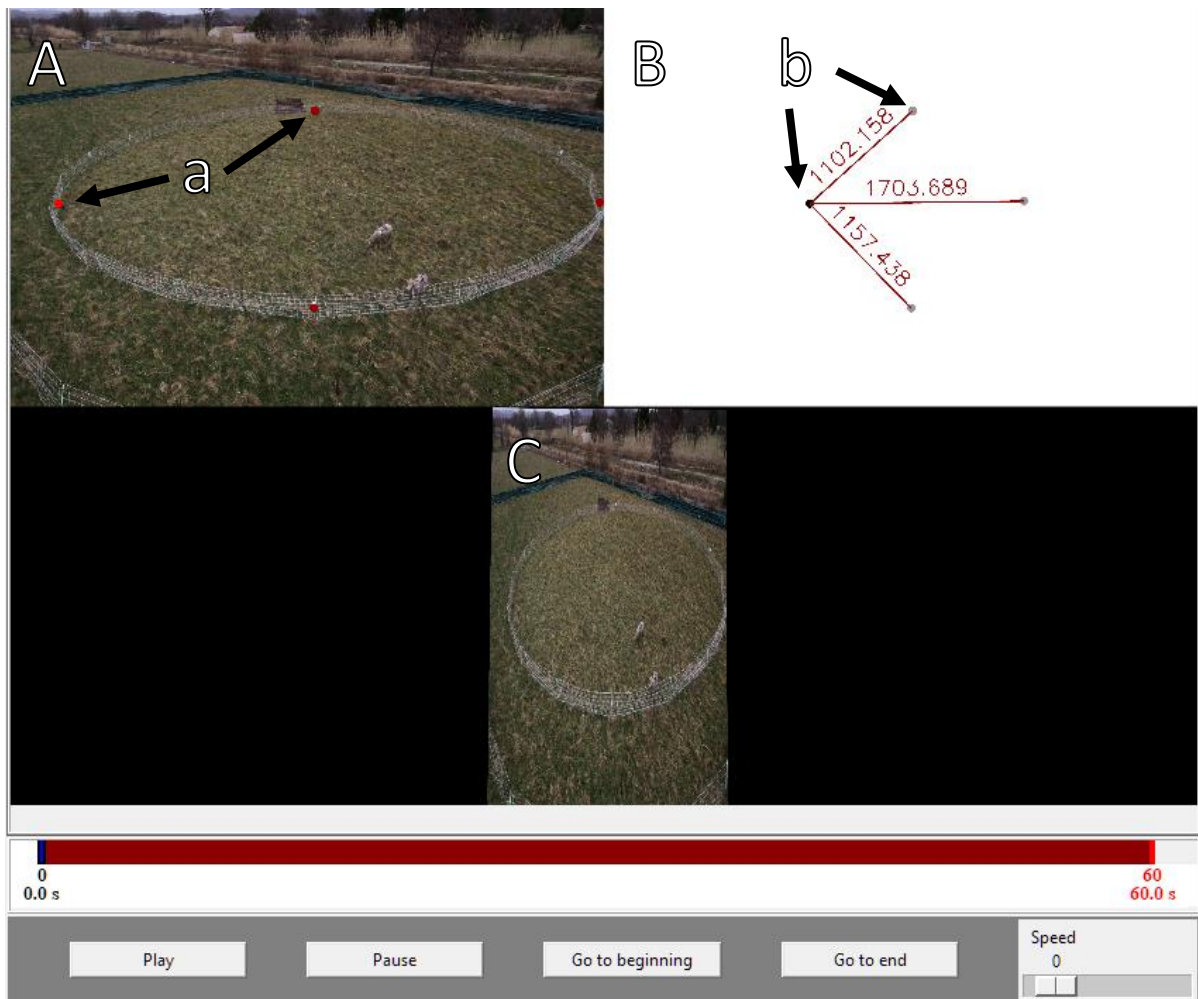 A
B
b
a
1102.158
1703.689
1157.438
C
0
60
0.0 s
60.0 s
Play
Pause
Go to beginning
Go to end
Speed
0